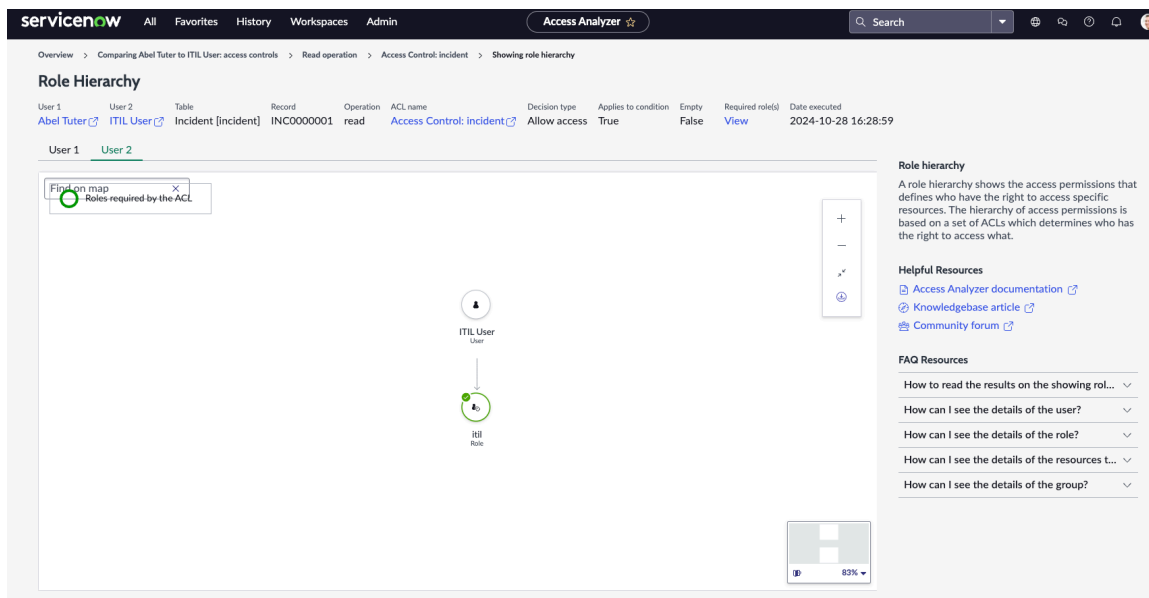 servicenow All Favorites History Workspaces Admin Access Analyzer Search
Overview > Comparing Abel Tuter to ITIL User: access controls > Read operation > Access Control: incident > Showing role hierarchy
Role Hierarchy
User 1 User 2 Table Record Operation ACL name Decision type Applies to condition Empty Required role(s) Date executed
Abel Tuter ITIL User Incident [incident] INC0000001 read Access Control: incident Allow access True False View 2024-10-28 16:28:59
User 1 User 2
Find on map
Roles required by the ACL
ITIL User
User
itil
Role
83%
Role hierarchy
A role hierarchy shows the access permissions that
defines who have the right to access specific
resources. The hierarchy of access permissions is
based on a set of ACLs which determines who has
the right to access what.
Helpful Resources
Access Analyzer documentation
Knowledgebase article
Community forum
FAQ Resources
How to read the results on the showing rol...
How can I see the details of the user?
How can I see the details of the role?
How can I see the details of the resources t...
How can I see the details of the group?